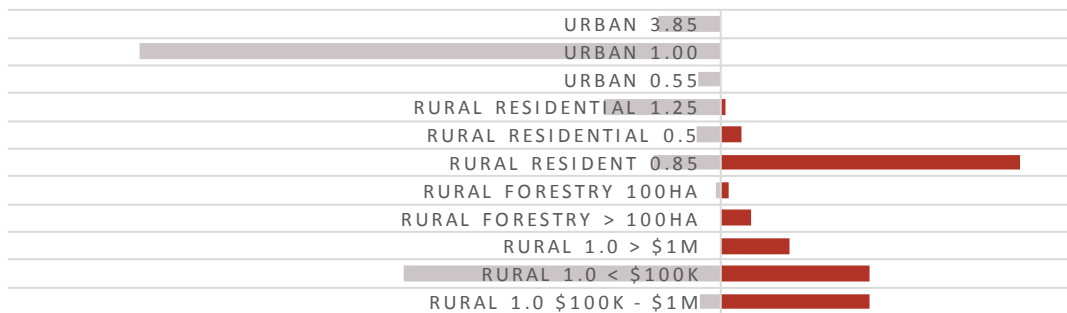 URBAN 3.85
URBAN 1.00
URBAN 0.55
RURAL RESIDENTIAL 1.25
RURAL RESIDENTIAL 0.5
RURAL RESIDENT 0.85
RURAL FORESTRY 100HA
RURAL FORESTRY > 100HA
RURAL 1.0 > $1M
RURAL 1.0 < $100K
RURAL 1.0 $100K - $1M